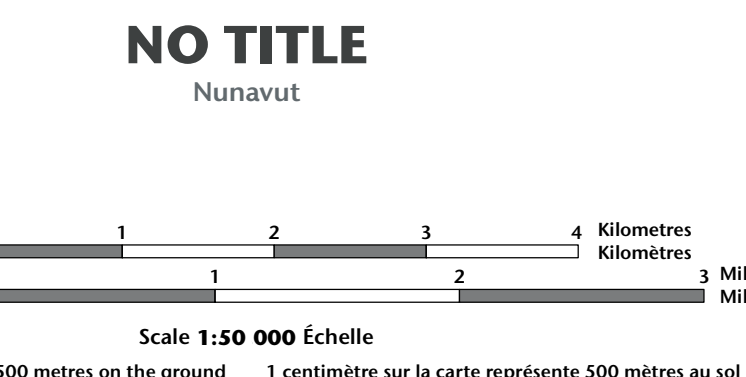 NO TITLE
Nunavut
1 2 3 4 Kilometres
Kilomètres
1 2 3
Scale 1:50 000 Échelle
500 metres on the ground 1 centimètre sur la carte représente 500 mètres au sol